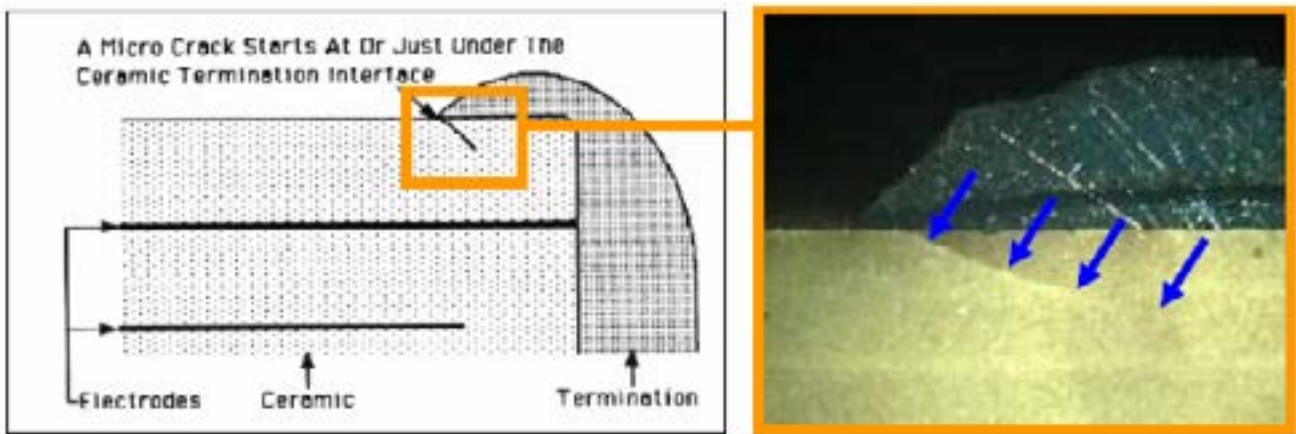 A Micro Crack Starts At Or Just Under The
Ceramic Termination Interface
Electrodes
Ceramic
Termination